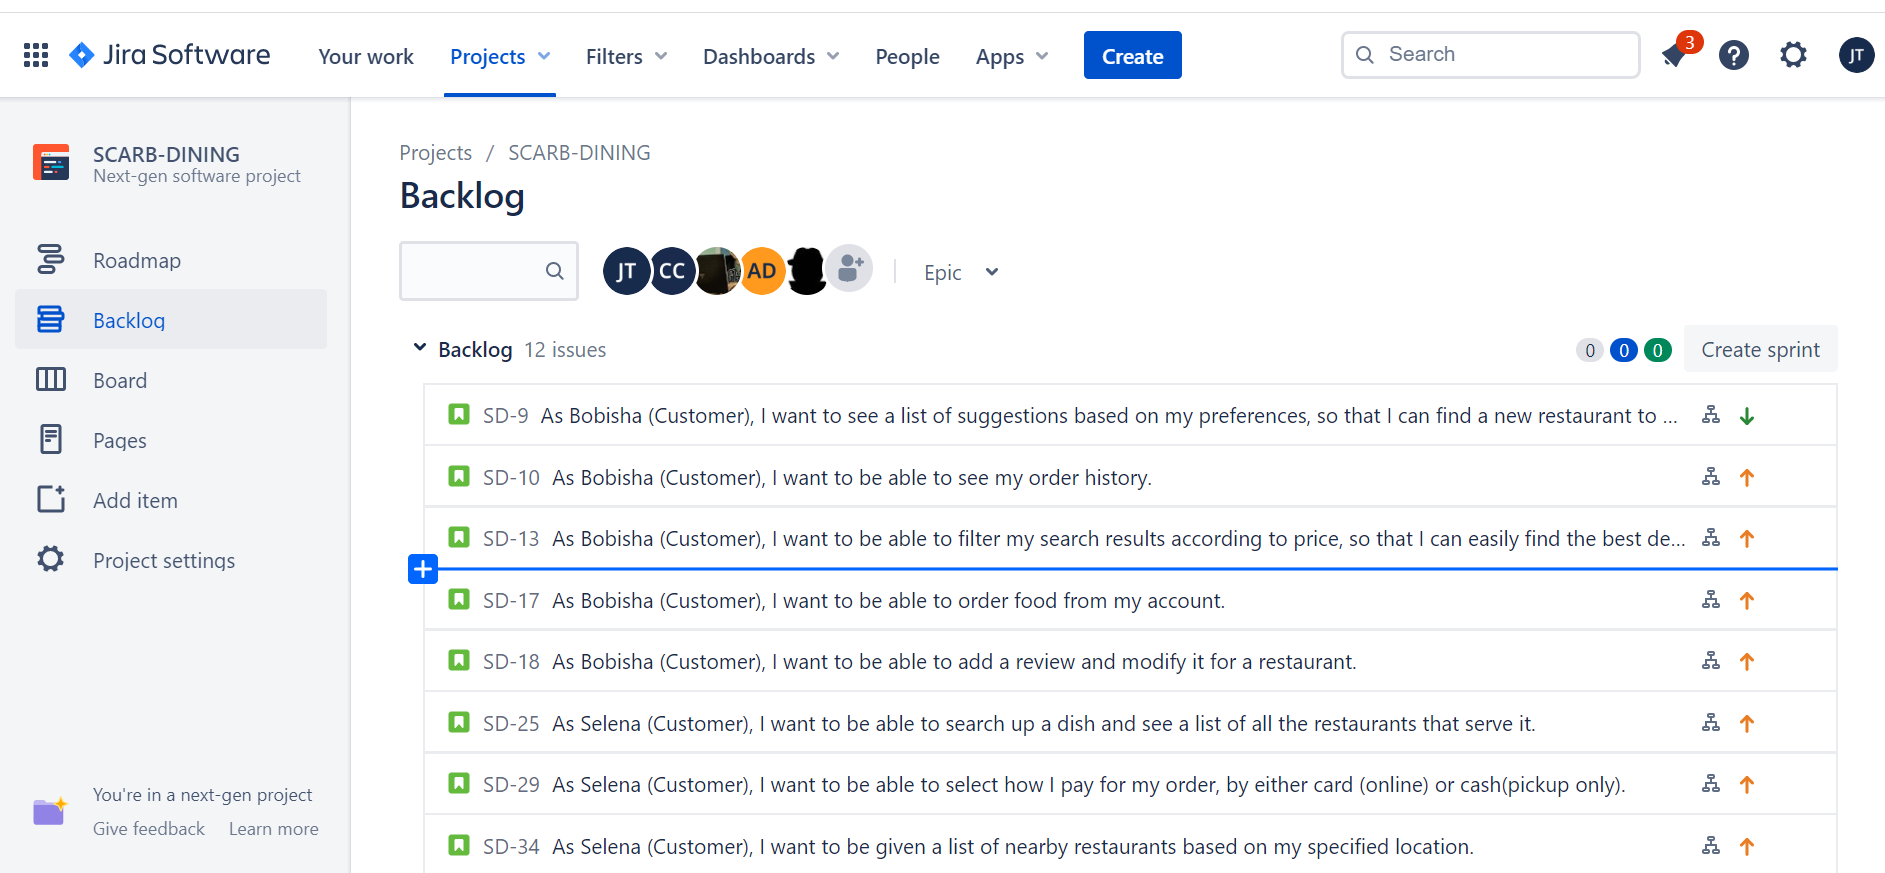 Jira Software Your work Projects Filters Dashboards People Apps Create Search 3 JT
SCARB-DINING
Next-gen software project
Roadmap
Backlog
Board
Pages
Add item
Project settings
You're in a next-gen project
Give feedback Learn more
Projects / SCARB-DINING
Backlog
JT CC AD Epic
Backlog 12 issues 0 0 0 Create sprint
SD-9 As Bobisha (Customer), I want to see a list of suggestions based on my preferences, so that I can find a new restaurant to ...
SD-10 As Bobisha (Customer), I want to be able to see my order history.
SD-13 As Bobisha (Customer), I want to be able to filter my search results according to price, so that I can easily find the best de...
SD-17 As Bobisha (Customer), I want to be able to order food from my account.
SD-18 As Bobisha (Customer), I want to be able to add a review and modify it for a restaurant.
SD-25 As Selena (Customer), I want to be able to search up a dish and see a list of all the restaurants that serve it.
SD-29 As Selena (Customer), I want to be able to select how I pay for my order, by either card (online) or cash(pickup only).
SD-34 As Selena (Customer), I want to be given a list of nearby restaurants based on my specified location.